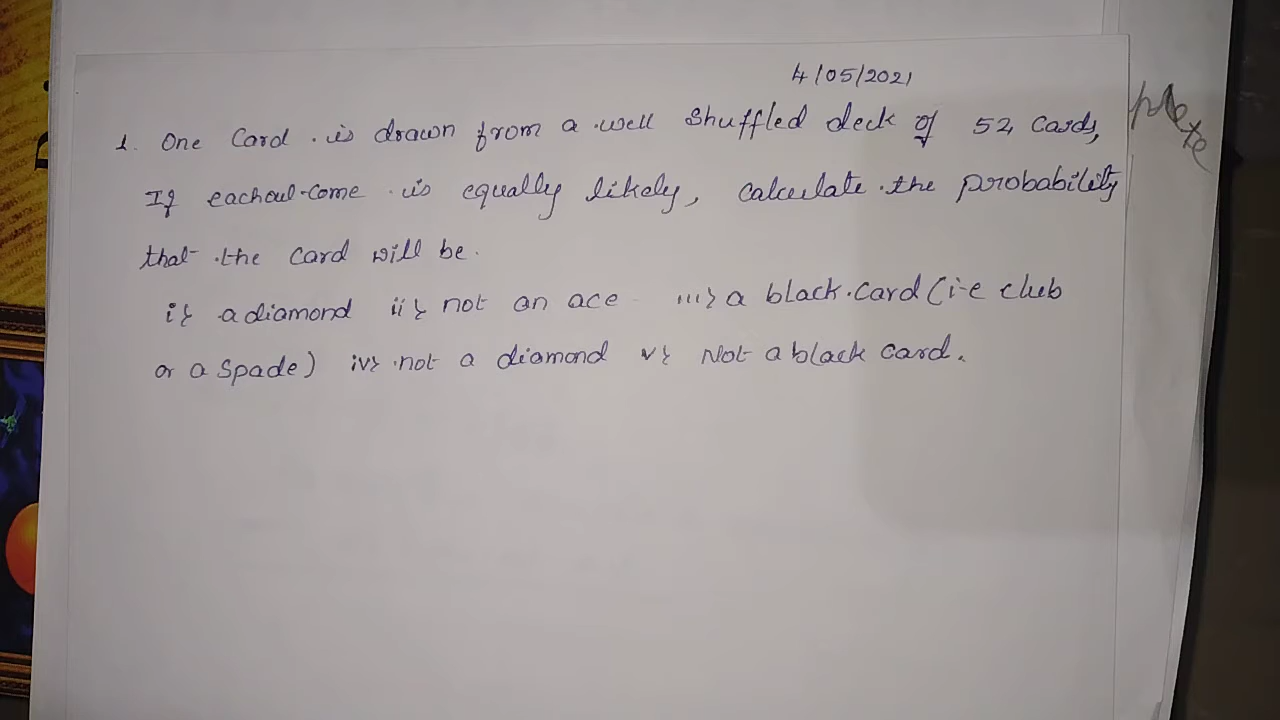 4/05/2021
1. One Card is drawn from a well Shuffled deck of 52 Cards,
If eachout-come is equally likely, calculate the probability
that the card will be.
i} a diamond ii} not an ace iii} a black card (i-e club
or a Spade) iv} not a diamond v} Not a black card.